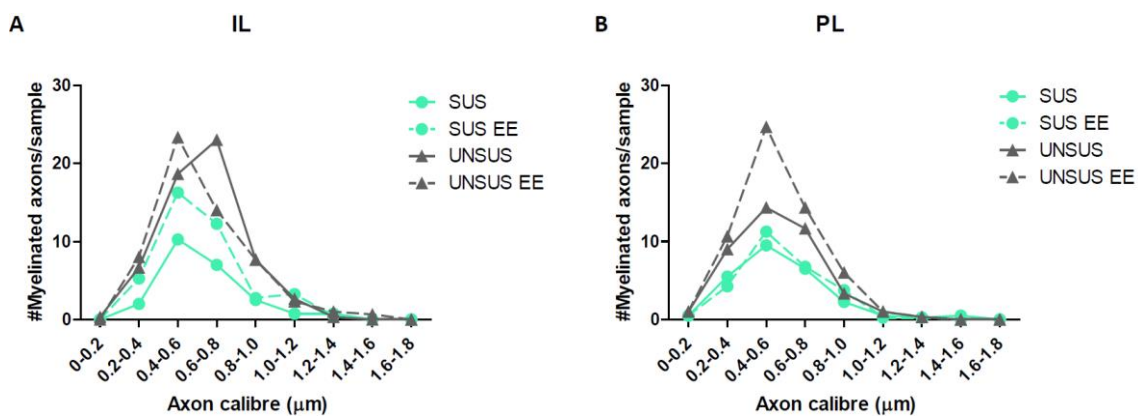 A
IL
#Myelinated axons/sample
30
20
10
0
0-0.2
0.2-0.4
0.4-0.6
0.6-0.8
0.8-1.0
1.0-1.2
1.2-1.4
1.4-1.6
1.6-1.8
Axon calibre (μm)
SUS
SUS EE
UNSUS
UNSUS EE
B
PL
#Myelinated axons/sample
30
20
10
0
0-0.2
0.2-0.4
0.4-0.6
0.6-0.8
0.8-1.0
1.0-1.2
1.2-1.4
1.4-1.6
1.6-1.8
Axon calibre (μm)
SUS
SUS EE
UNSUS
UNSUS EE